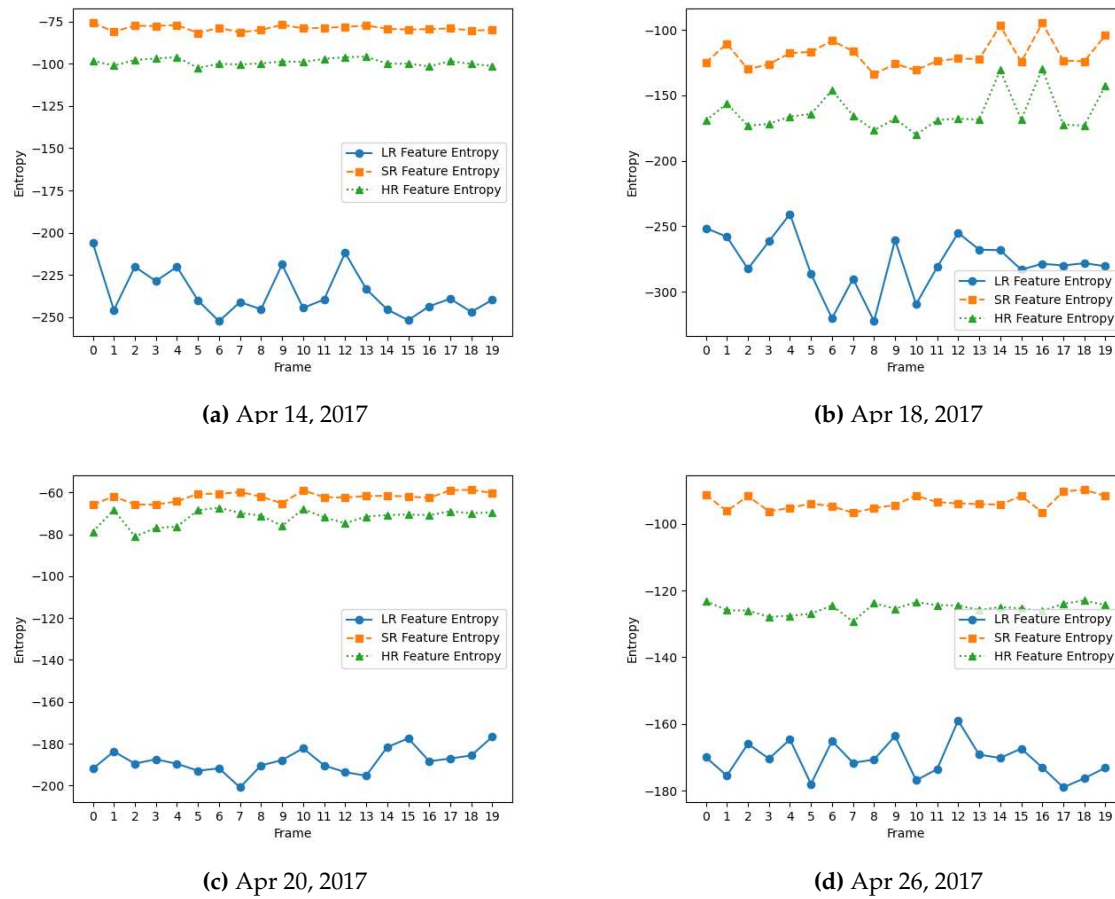 −75
−100
−125
−150
−175
−200
−225
−250
Entropy
LR Feature Entropy
SR Feature Entropy
HR Feature Entropy
0 1 2 3 4 5 6 7 8 9 10 11 12 13 14 15 16 17 18 19
Frame
(a) Apr 14, 2017
−100
−150
−200
−250
−300
Entropy
LR Feature Entropy
SR Feature Entropy
HR Feature Entropy
0 1 2 3 4 5 6 7 8 9 10 11 12 13 14 15 16 17 18 19
Frame
(b) Apr 18, 2017
−60
−80
−100
−120
−140
−160
−180
−200
Entropy
LR Feature Entropy
SR Feature Entropy
HR Feature Entropy
0 1 2 3 4 5 6 7 8 9 10 11 12 13 14 15 16 17 18 19
Frame
(c) Apr 20, 2017
−100
−120
−140
−160
−180
Entropy
LR Feature Entropy
SR Feature Entropy
HR Feature Entropy
0 1 2 3 4 5 6 7 8 9 10 11 12 13 14 15 16 17 18 19
Frame
(d) Apr 26, 2017